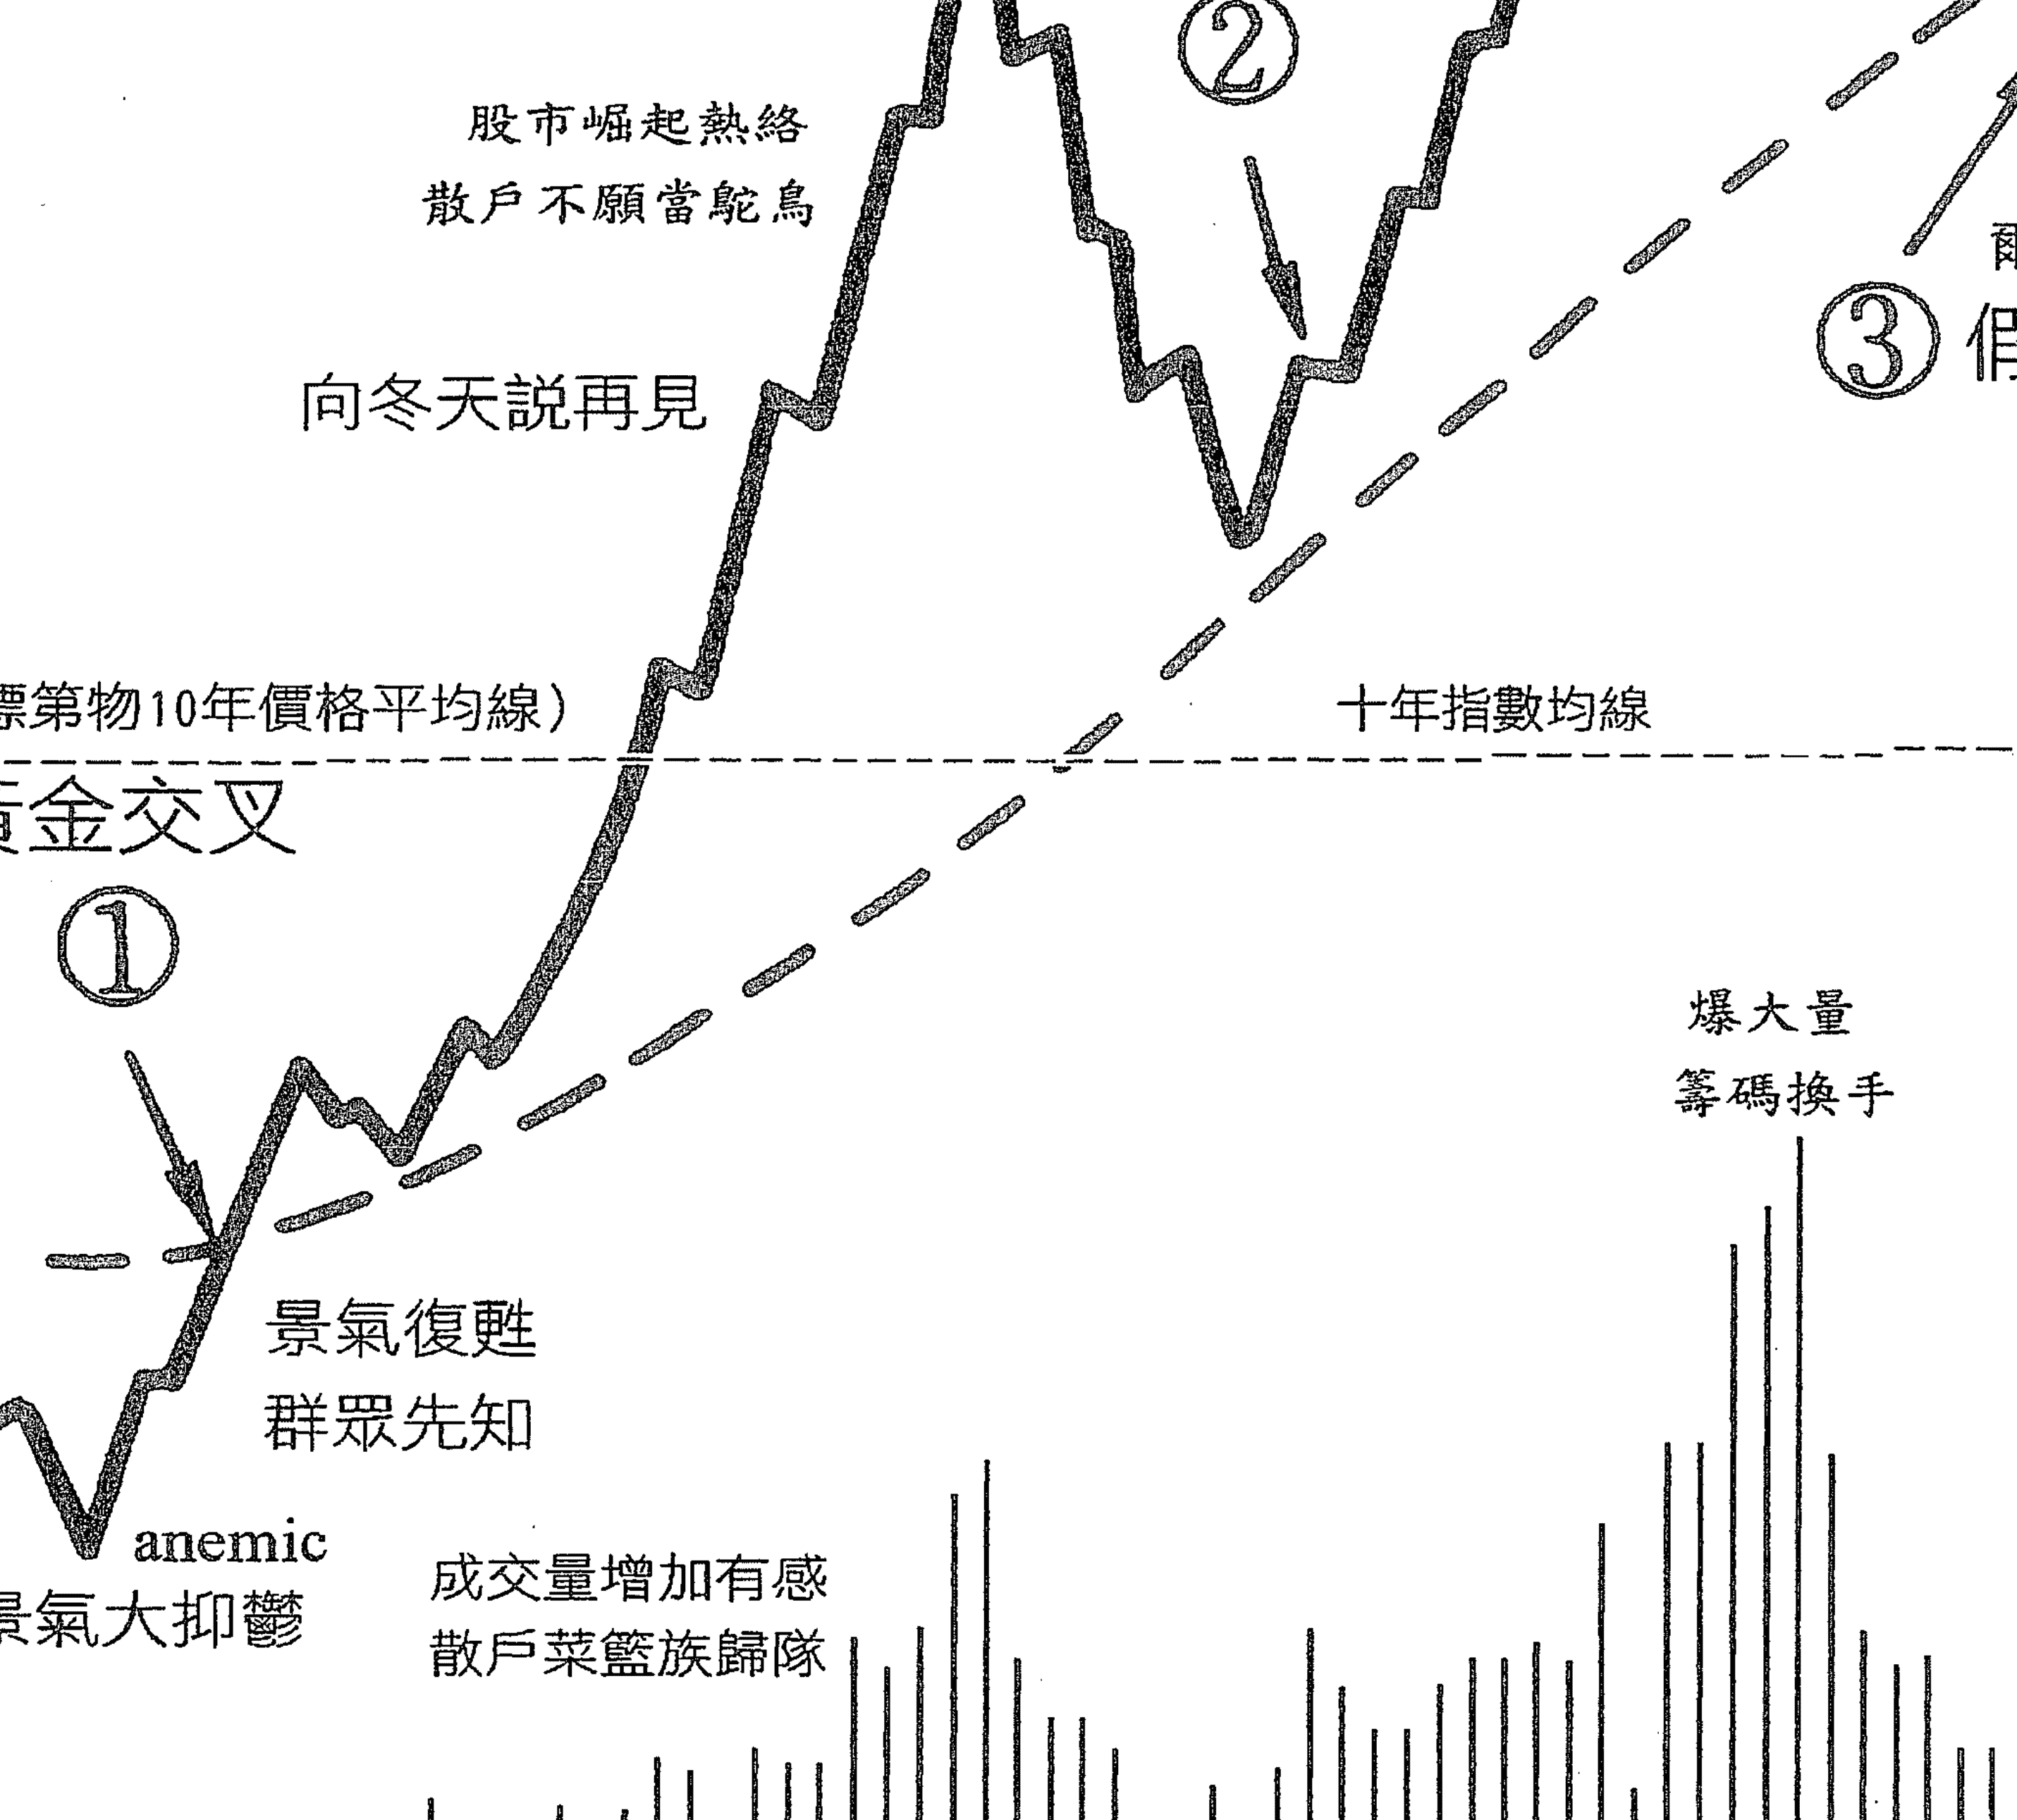 ②
股市崛起熱絡
散戶不願當鴕鳥
③
向冬天説再見
標第物10年價格平均線)
十年指數均線
黃金交叉
①
爆大量
籌碼換手
景氣復甦
群眾先知
anemic
景氣大抑鬱
成交量增加有感
散戶菜籃族歸隊